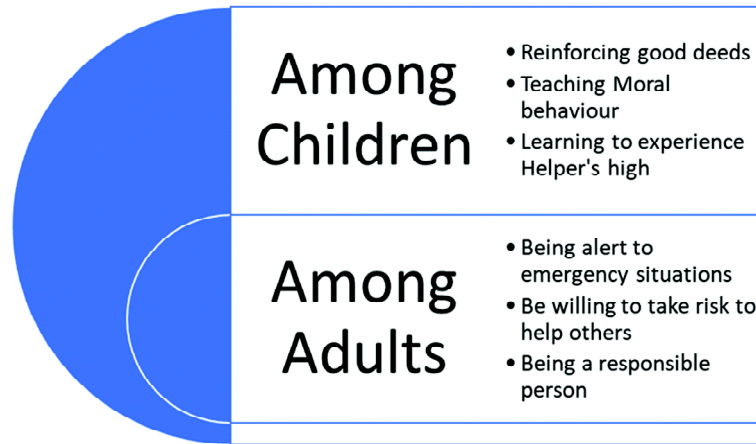 Among
Children
• Reinforcing good deeds
• Teaching Moral
behaviour
• Learning to experience
Helper's high
Among
Adults
• Being alert to
emergency situations
• Be willing to take risk to
help others
• Being a responsible
person